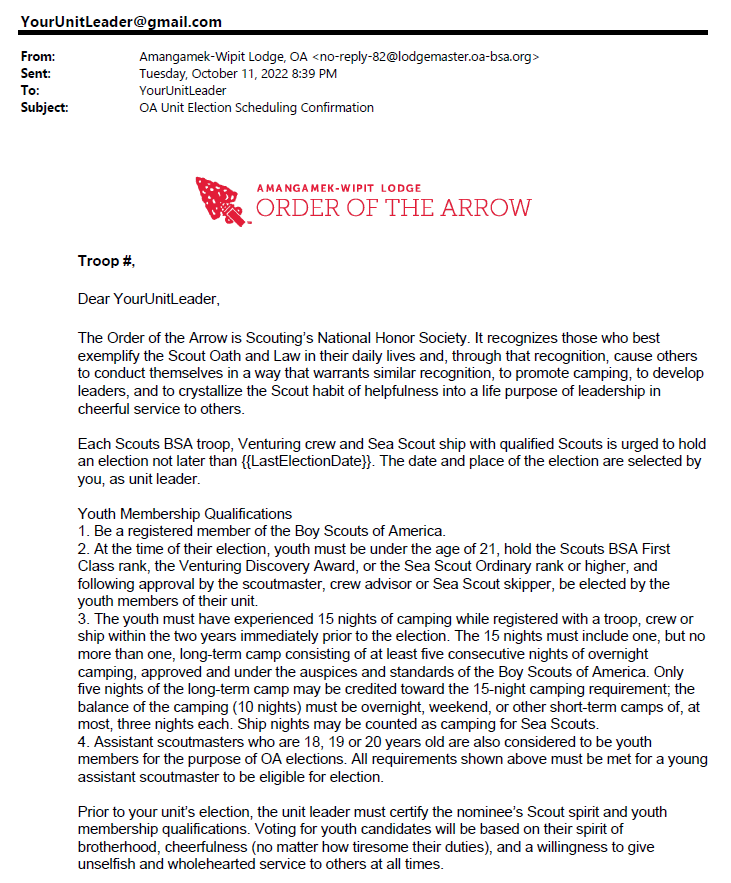 YourUnitLeader@gmail.com
From: Amangamek-Wipit Lodge, OA <no-reply-82@lodgemaster.oa-bsa.org>
Sent: Tuesday, October 11, 2022 8:39 PM
To: YourUnitLeader
Subject: OA Unit Election Scheduling Confirmation
AMANGAMEK-WIPIT LODGE
ORDER OF THE ARROW
Troop #,
Dear YourUnitLeader,
The Order of the Arrow is Scouting's National Honor Society. It recognizes those who best
exemplify the Scout Oath and Law in their daily lives and, through that recognition, cause others
to conduct themselves in a way that warrants similar recognition, to promote camping, to develop
leaders, and to crystallize the Scout habit of helpfulness into a life purpose of leadership in
cheerful service to others.
Each Scouts BSA troop, Venturing crew and Sea Scout ship with qualified Scouts is urged to hold
an election not later than {{LastElectionDate}}. The date and place of the election are selected by
you, as unit leader.
Youth Membership Qualifications
1. Be a registered member of the Boy Scouts of America.
2. At the time of their election, youth must be under the age of 21, hold the Scouts BSA First
Class rank, the Venturing Discovery Award, or the Sea Scout Ordinary rank or higher, and
following approval by the scoutmaster, crew advisor or Sea Scout skipper, be elected by the
youth members of their unit.
3. The youth must have experienced 15 nights of camping while registered with a troop, crew or
ship within the two years immediately prior to the election. The 15 nights must include one, but no
more than one, long-term camp consisting of at least five consecutive nights of overnight
camping, approved and under the auspices and standards of the Boy Scouts of America. Only
five nights of the long-term camp may be credited toward the 15-night camping requirement; the
balance of the camping (10 nights) must be overnight, weekend, or other short-term camps of, at
most, three nights each. Ship nights may be counted as camping for Sea Scouts.
4. Assistant scoutmasters who are 18, 19 or 20 years old are also considered to be youth
members for the purpose of OA elections. All requirements shown above must be met for a young
assistant scoutmaster to be eligible for election.
Prior to your unit's election, the unit leader must certify the nominee's Scout spirit and youth
membership qualifications. Voting for youth candidates will be based on their spirit of
brotherhood, cheerfulness (no matter how tiresome their duties), and a willingness to give
unselfish and wholehearted service to others at all times.